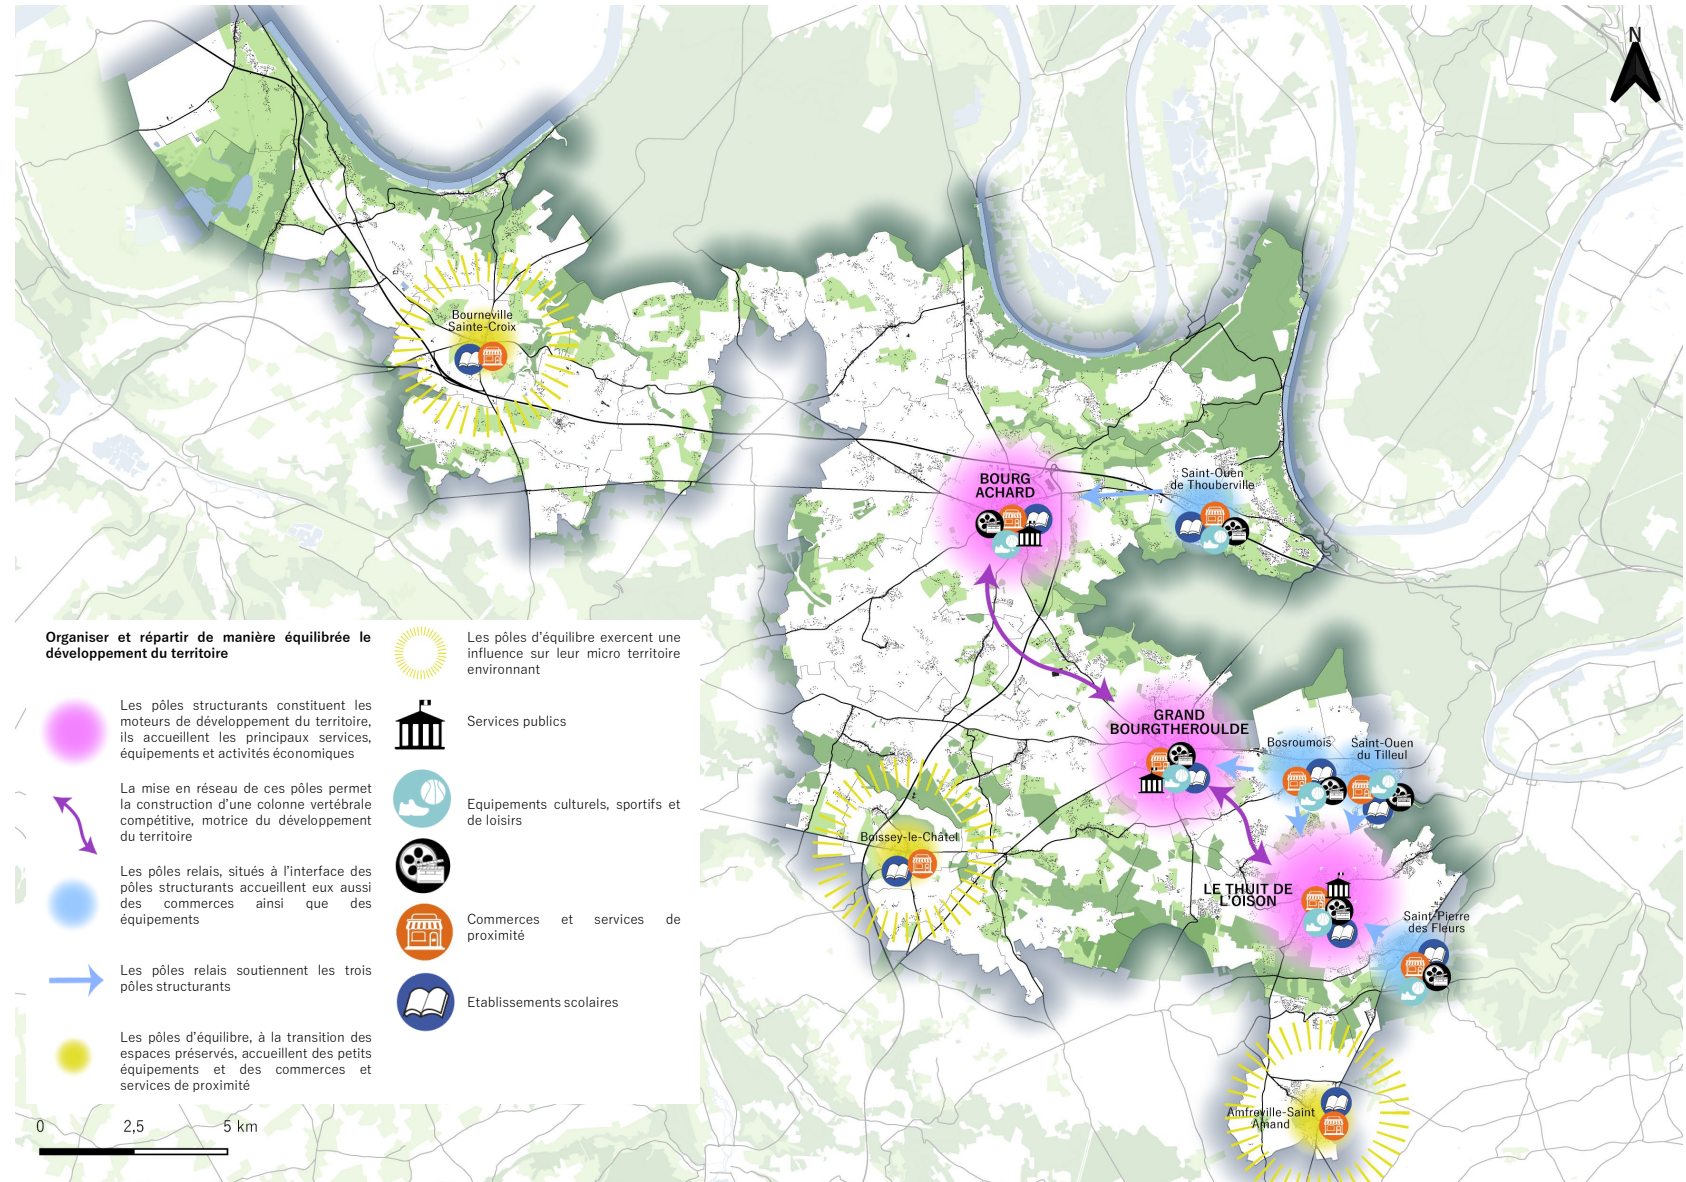 N
Bourneville
Sainte-Croix
BOURG
ACHARD
Saint-Ouen
de Thouberville
GRAND
BOURGTHEROULDE
Bosroumois
Saint-Ouen
du Tilleul
Boissey-le-Châtel
LE THUIT DE
L'OISON
Saint-Pierre
des Fleurs
Amfreville-Saint
Amand
Organiser et répartir de manière équilibrée le
développement du territoire
Les pôles structurants constituent les
moteurs de développement du territoire,
ils accueillent les principaux services,
équipements et activités économiques
La mise en réseau de ces pôles permet
la construction d'une colonne vertébrale
compétitive, motrice du développement
du territoire
Les pôles relais, situés à l'interface des
pôles structurants accueillent eux aussi
des commerces ainsi que des
équipements
Les pôles relais soutiennent les trois
pôles structurants
Les pôles d'équilibre, à la transition des
espaces préservés, accueillent des petits
équipements et des commerces et
services de proximité
Les pôles d'équilibre exercent une
influence sur leur micro territoire
environnant
Services publics
Equipements culturels, sportifs et
de loisirs
Commerces et services de
proximité
Etablissements scolaires
0 2,5 5 km